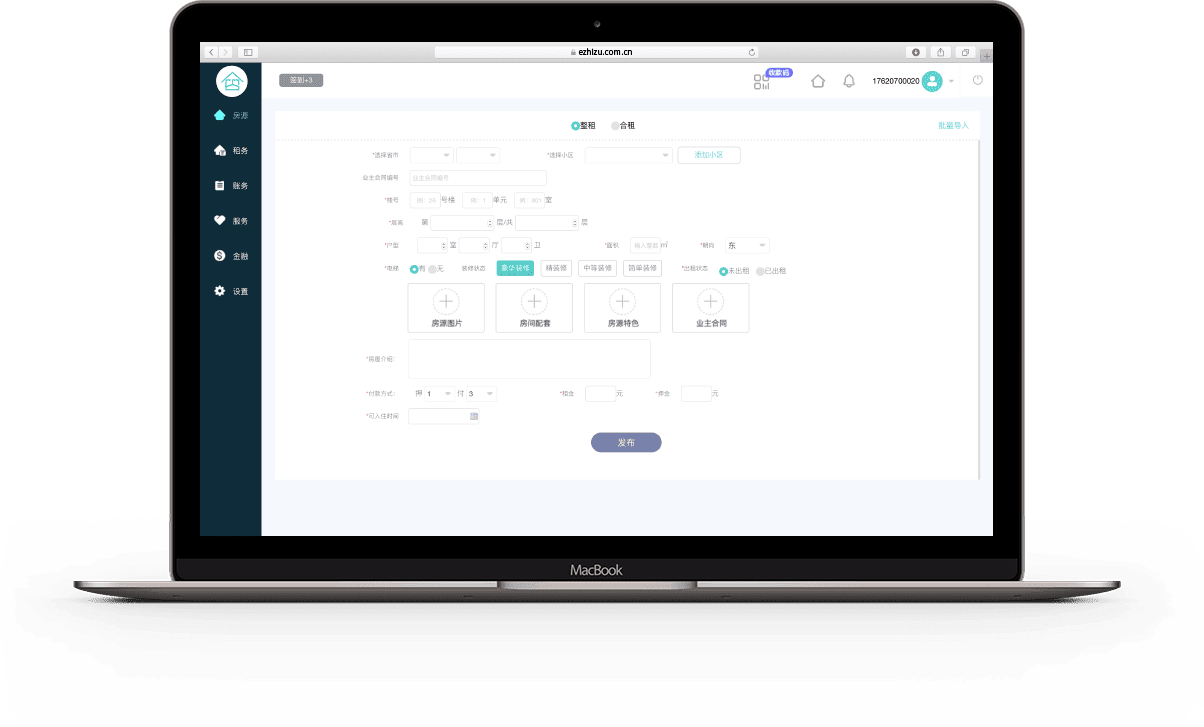 ezhizu.com.cn
签到+3
收款码
17620700020
房源
租务
账务
服务
金融
设置
整租 合租
批量导入
*选择省市
*选择小区
添加小区
业主合同编号 业主合同编号
*楼号 如 24 号楼 如 1 单元 如 801 室
*层高 第 层/共 层
*户型 室 厅 卫
*面积 输入整数 ㎡
*朝向 东
*电梯 有 无
装修状态 豪华装修 精装修 中等装修 简单装修
*出租状态 未出租 已出租
房源图片
房间配套
房源特色
业主合同
*房屋介绍:
*付款方式: 押 1 付 3
*租金 元
*押金 元
*可入住时间
发布
MacBook